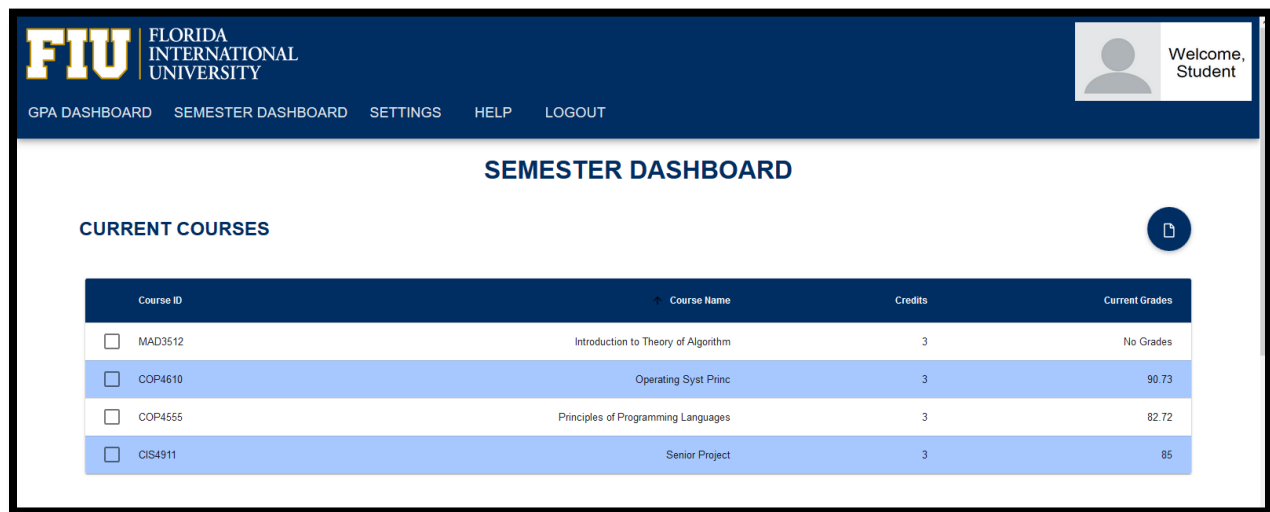 FIU FLORIDA
INTERNATIONAL
UNIVERSITY
Welcome,
Student
GPA DASHBOARD SEMESTER DASHBOARD SETTINGS HELP LOGOUT
SEMESTER DASHBOARD
CURRENT COURSES
Course ID ↑ Course Name Credits Current Grades
MAD3512 Introduction to Theory of Algorithm 3 No Grades
COP4610 Operating Syst Princ 3 90.73
COP4555 Principles of Programming Languages 3 82.72
CIS4911 Senior Project 3 85